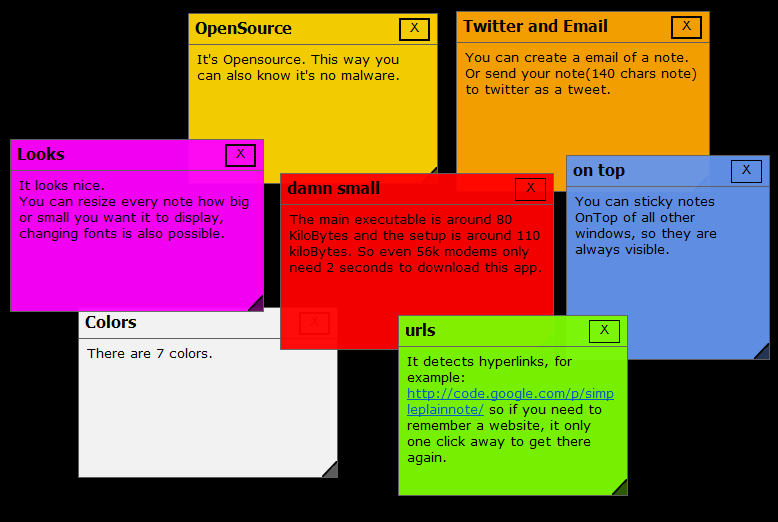 OpenSource X
It's Opensource. This way you
can also know it's no malware.
Twitter and Email X
You can create a email of a note.
Or send your note(140 chars note)
to twitter as a tweet.
Looks X
It looks nice.
You can resize every note how big
or small you want it to display,
changing fonts is also possible.
damn small X
The main executable is around 80
KiloBytes and the setup is around 110
kiloBytes. So even 56k modems only
need 2 seconds to download this app.
on top X
You can sticky notes
OnTop of all other
windows, so they are
always visible.
Colors X
There are 7 colors.
urls X
It detects hyperlinks, for
example:
http://code.google.com/p/simp
leplainnote/ so if you need to
remember a website, it only
one click away to get there
again.